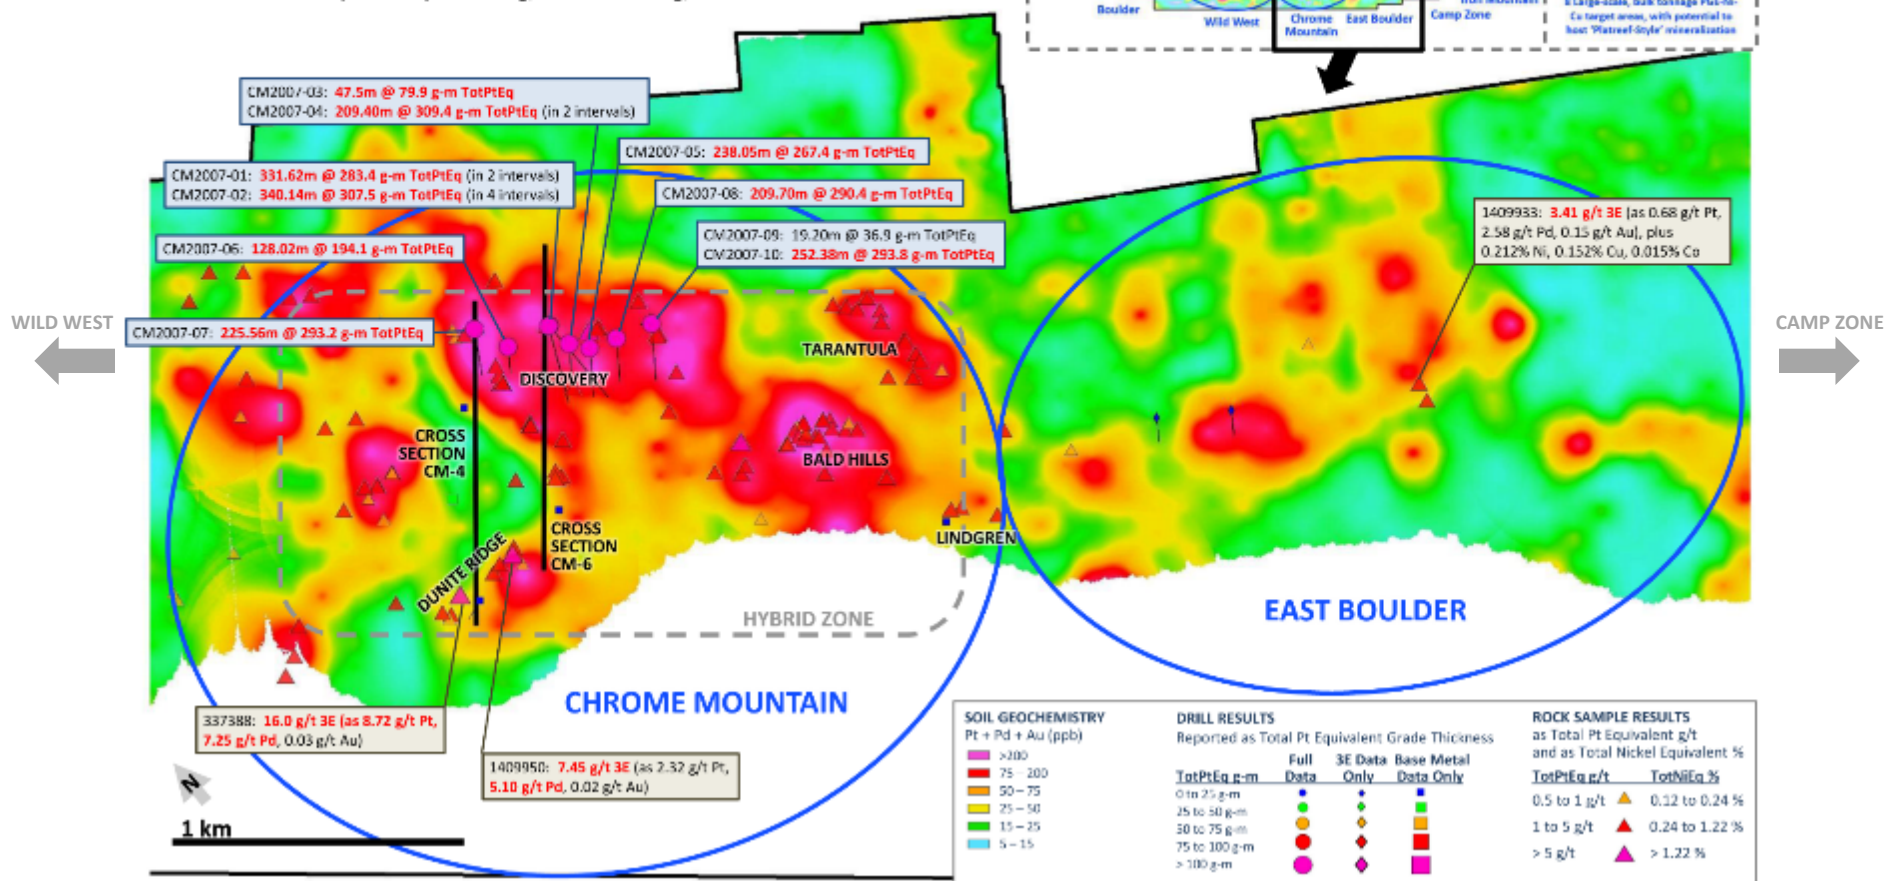 Boulder
Wild West
Chrome
Mountain
East Boulder
Camp Zone
Cu target areas, with potential to
host 'Platreef-Style' mineralization
CM2007-03: 47.5m @ 79.9 g-m TotPtEq
CM2007-04: 209.40m @ 309.4 g-m TotPtEq (in 2 intervals)
CM2007-05: 238.05m @ 267.4 g-m TotPtEq
CM2007-01: 331.62m @ 283.4 g-m TotPtEq (in 2 intervals)
CM2007-02: 340.14m @ 307.5 g-m TotPtEq (in 4 intervals)
CM2007-08: 209.70m @ 290.4 g-m TotPtEq
CM2007-09: 19.20m @ 36.9 g-m TotPtEq
CM2007-10: 252.38m @ 293.8 g-m TotPtEq
CM2007-06: 128.02m @ 194.1 g-m TotPtEq
1409933: 3.41 g/t 3E (as 0.68 g/t Pt,
2.58 g/t Pd, 0.15 g/t Au), plus
0.212% Ni, 0.152% Cu, 0.015% Co
WILD WEST
CM2007-07: 225.56m @ 293.2 g-m TotPtEq
CAMP ZONE
TARANTULA
DISCOVERY
CROSS
SECTION
CM-4
BALD HILLS
CROSS
SECTION
CM-6
LINDGREN
DUNITE RIDGE
HYBRID ZONE
EAST BOULDER
CHROME MOUNTAIN
337388: 16.0 g/t 3E (as 8.72 g/t Pt,
7.25 g/t Pd, 0.03 g/t Au)
1409950: 7.45 g/t 3E (as 2.32 g/t Pt,
5.10 g/t Pd, 0.02 g/t Au)
N
1 km
SOIL GEOCHEMISTRY
Pt + Pd + Au (ppb)
>200
75 – 200
50 – 75
25 – 50
15 – 25
5 – 15
DRILL RESULTS
Reported as Total Pt Equivalent Grade Thickness
Full 3E Data Base Metal
TotPtEq g-m Data Only Data Only
0 to 25 g-m
25 to 50 g-m
50 to 75 g-m
75 to 100 g-m
> 100 g-m
ROCK SAMPLE RESULTS
as Total Pt Equivalent g/t
and as Total Nickel Equivalent %
TotPtEq g/t TotNiEq %
0.5 to 1 g/t 0.12 to 0.24 %
1 to 5 g/t 0.24 to 1.22 %
> 5 g/t > 1.22 %